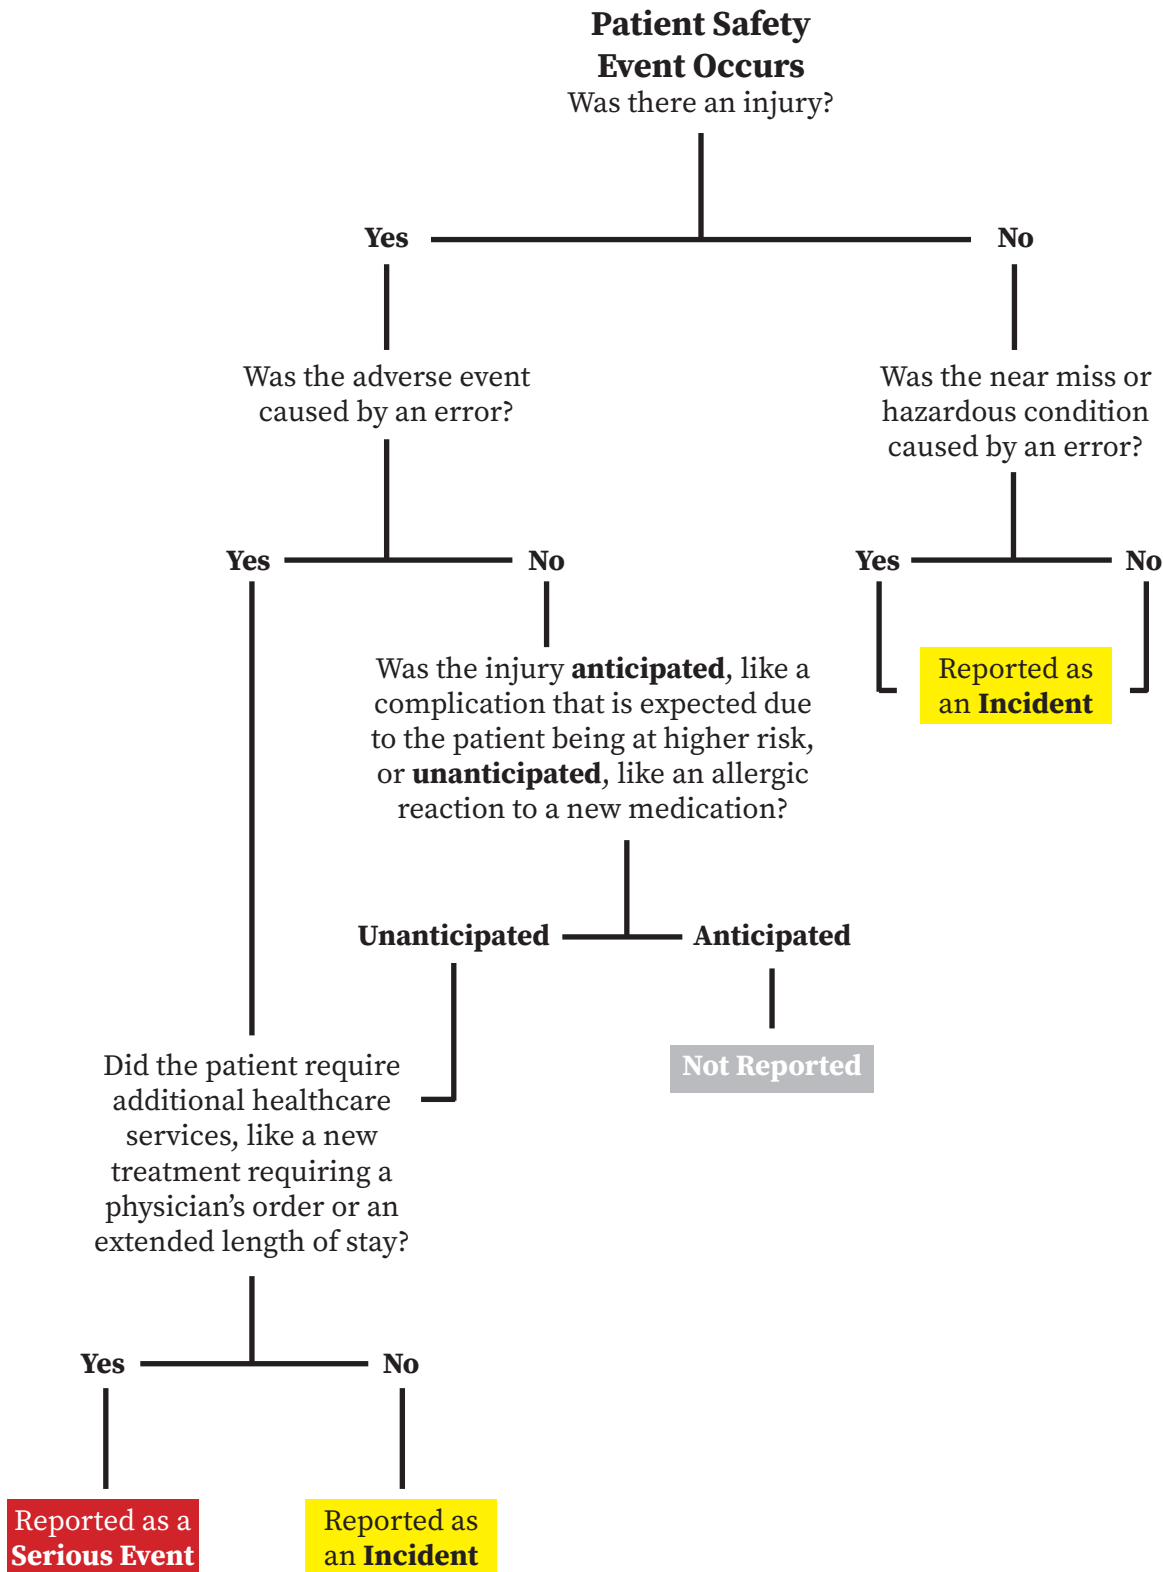 Patient Safety
Event Occurs
Was there an injury?
Yes
No
Was the adverse event
caused by an error?
Was the near miss or
hazardous condition
caused by an error?
Yes
No
Yes
No
Was the injury anticipated, like a
complication that is expected due
to the patient being at higher risk,
or unanticipated, like an allergic
reaction to a new medication?
Reported as
an Incident
Unanticipated
Anticipated
Not Reported
Did the patient require
additional healthcare
services, like a new
treatment requiring a
physician’s order or an
extended length of stay?
Yes
No
Reported as a
Serious Event
Reported as
an Incident